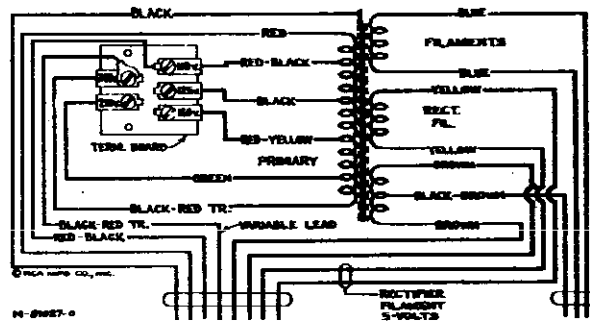 BLACK
BLUE
RED
FILAMENTS
RED-BLACK
BLUE
YELLOW
BLACK
RECT.
FIL.
RED-YELLOW
TERML BOARD
YELLOW
PRIMARY
BROWN
GREEN
BLACK-BROWN
BLACK-RED TR.
BLACK-RED TR.
VARIABLE LEAD
BROWN
RED-BLACK
© RCA MFG CO., INC.
RECTIFIER
FILAMENT
5-VOLTS